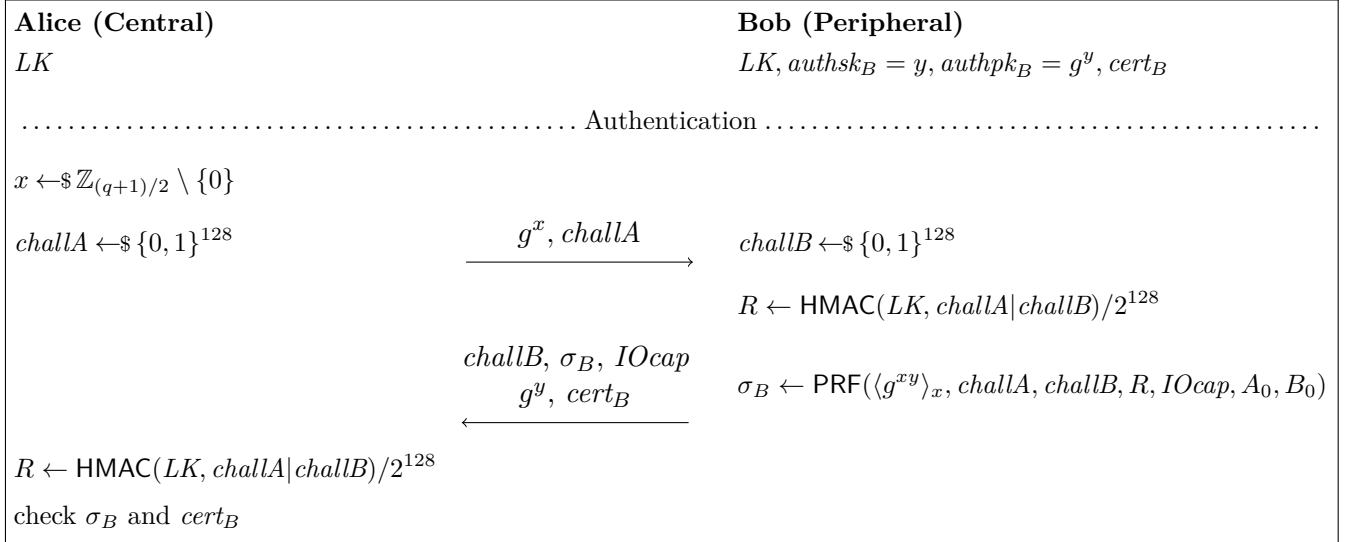 Alice (Central) Bob (Peripheral)
LK LK, authsk_B = y, authpk_B = g^y, cert_B
................................................ Authentication ................................................
x ←$ ℤ_{(q+1)/2} \ {0}
challA ←$ {0, 1}^{128} g^x, challA challB ←$ {0, 1}^{128}
R ← HMAC(LK, challA|challB)/2^{128}
challB, σ_B, IOcap
g^y, cert_B
σ_B ← PRF(⟨g^{xy}⟩_x, challA, challB, R, IOcap, A_0, B_0)
R ← HMAC(LK, challA|challB)/2^{128}
check σ_B and cert_B